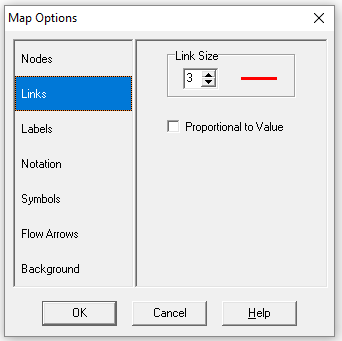 Map Options
Nodes
Links
Labels
Notation
Symbols
Flow Arrows
Background
Link Size
3
Proportional to Value
OK
Cancel
Help